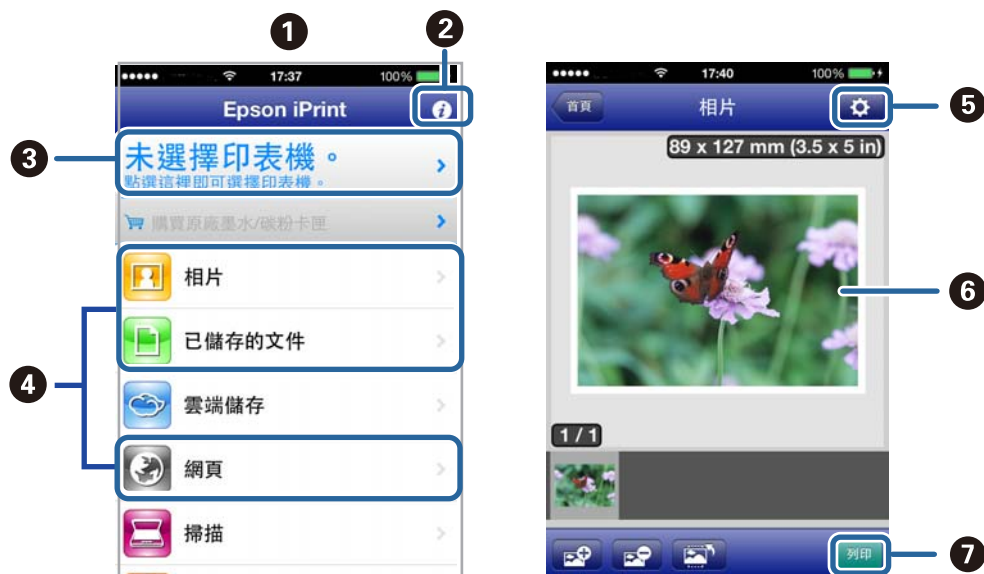 1
2
17:37
100%
Epson iPrint
3
未選擇印表機。
點選這裡即可選擇印表機。
購買原廠墨水/碳粉卡匣
相片
已儲存的文件
4
雲端儲存
網頁
掃描
17:40
100%
首頁
相片
5
89 x 127 mm (3.5 x 5 in)
6
1/1
列印
7